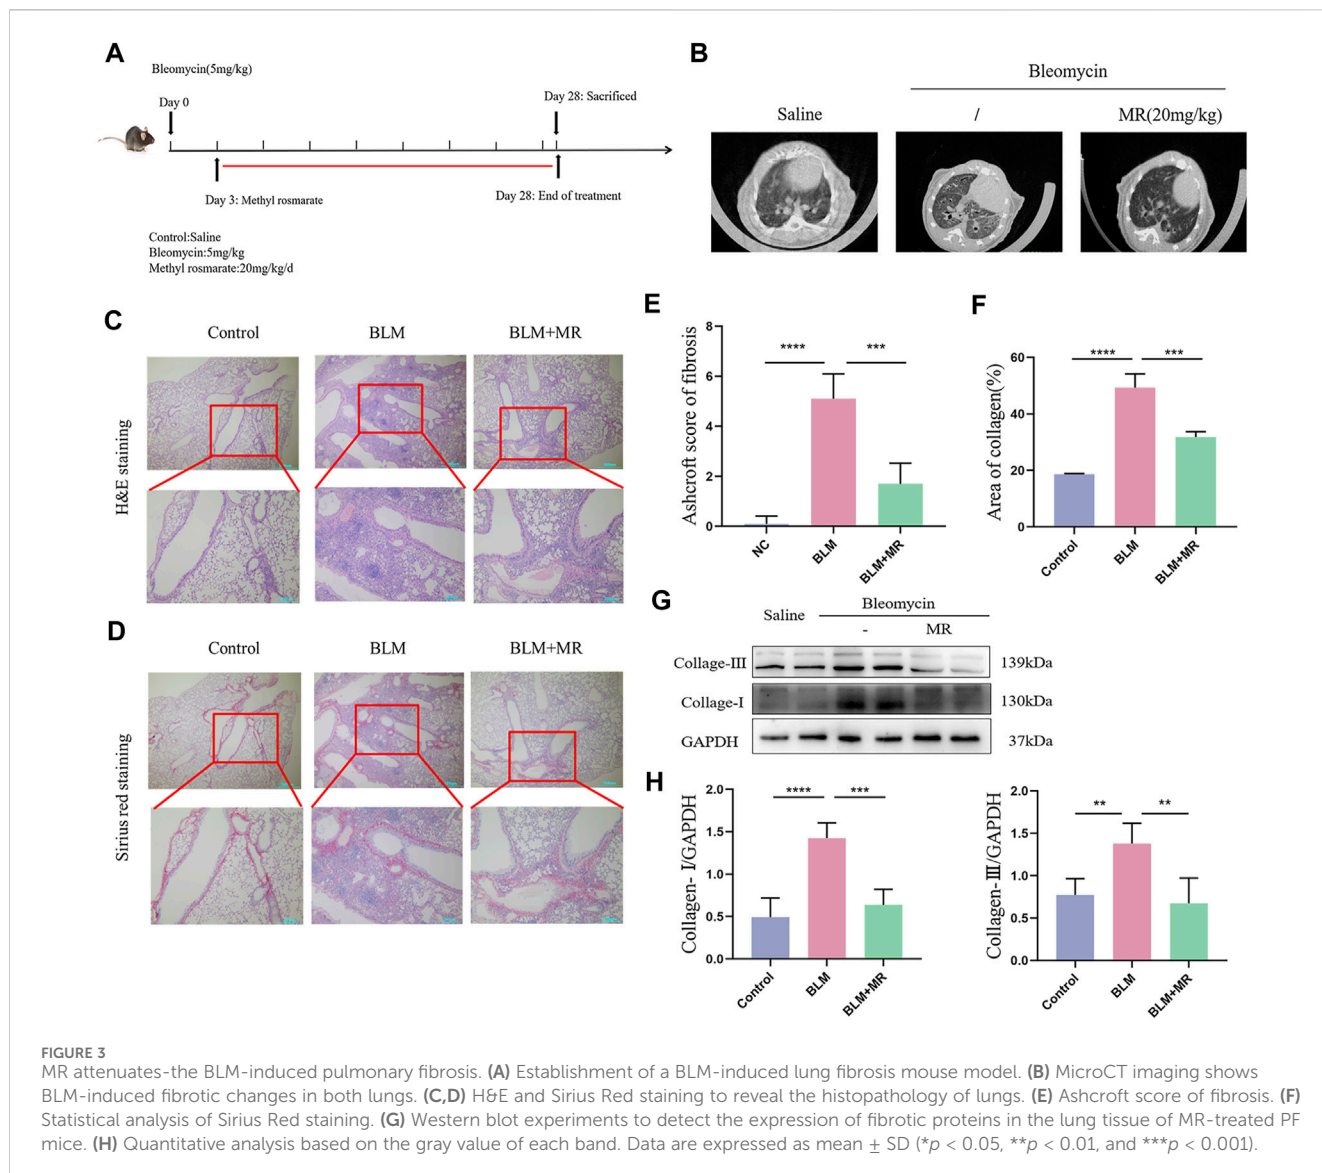 A
Bleomycin(5mg/kg)
Day 0
Day 28: Sacrificed
Day 3: Methyl rosmarate
Day 28: End of treatment
Control:Saline
Bleomycin:5mg/kg
Methyl rosmarate:20mg/kg/d
B
Bleomycin
Saline
/
MR(20mg/kg)
C
Control
BLM
BLM+MR
H&E staining
D
Control
BLM
BLM+MR
Sirius red staining
E
Ashcroft score of fibrosis
8
6
4
2
0
****
***
NC
BLM
BLM+MR
F
Area of collagen(%)
60
40
20
0
****
***
Control
BLM
BLM+MR
G
Saline
Bleomycin
-
MR
Collage-III
139kDa
Collage-I
130kDa
GAPDH
37kDa
H
Collagen- I/GAPDH
2.0
1.5
1.0
0.5
0.0
****
***
Control
BLM
BLM+MR
Collagen-Ⅲ/GAPDH
2.0
1.5
1.0
0.5
0.0
**
**
Control
BLM
BLM+MR
FIGURE 3
MR attenuates-the BLM-induced pulmonary fibrosis. (A) Establishment of a BLM-induced lung fibrosis mouse model. (B) MicroCT imaging shows
BLM-induced fibrotic changes in both lungs. (C,D) H&E and Sirius Red staining to reveal the histopathology of lungs. (E) Ashcroft score of fibrosis. (F)
Statistical analysis of Sirius Red staining. (G) Western blot experiments to detect the expression of fibrotic proteins in the lung tissue of MR-treated PF
mice. (H) Quantitative analysis based on the gray value of each band. Data are expressed as mean ± SD (*p < 0.05, **p < 0.01, and ***p < 0.001).